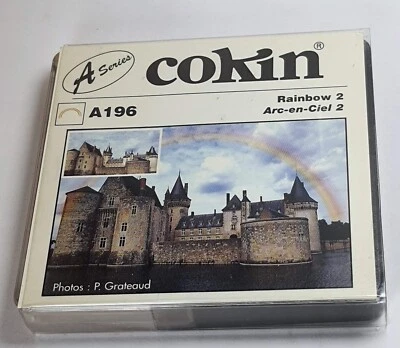 A Series
cokin®
A196
Rainbow 2
Arc-en-Ciel 2
Photos : P. Grateaud